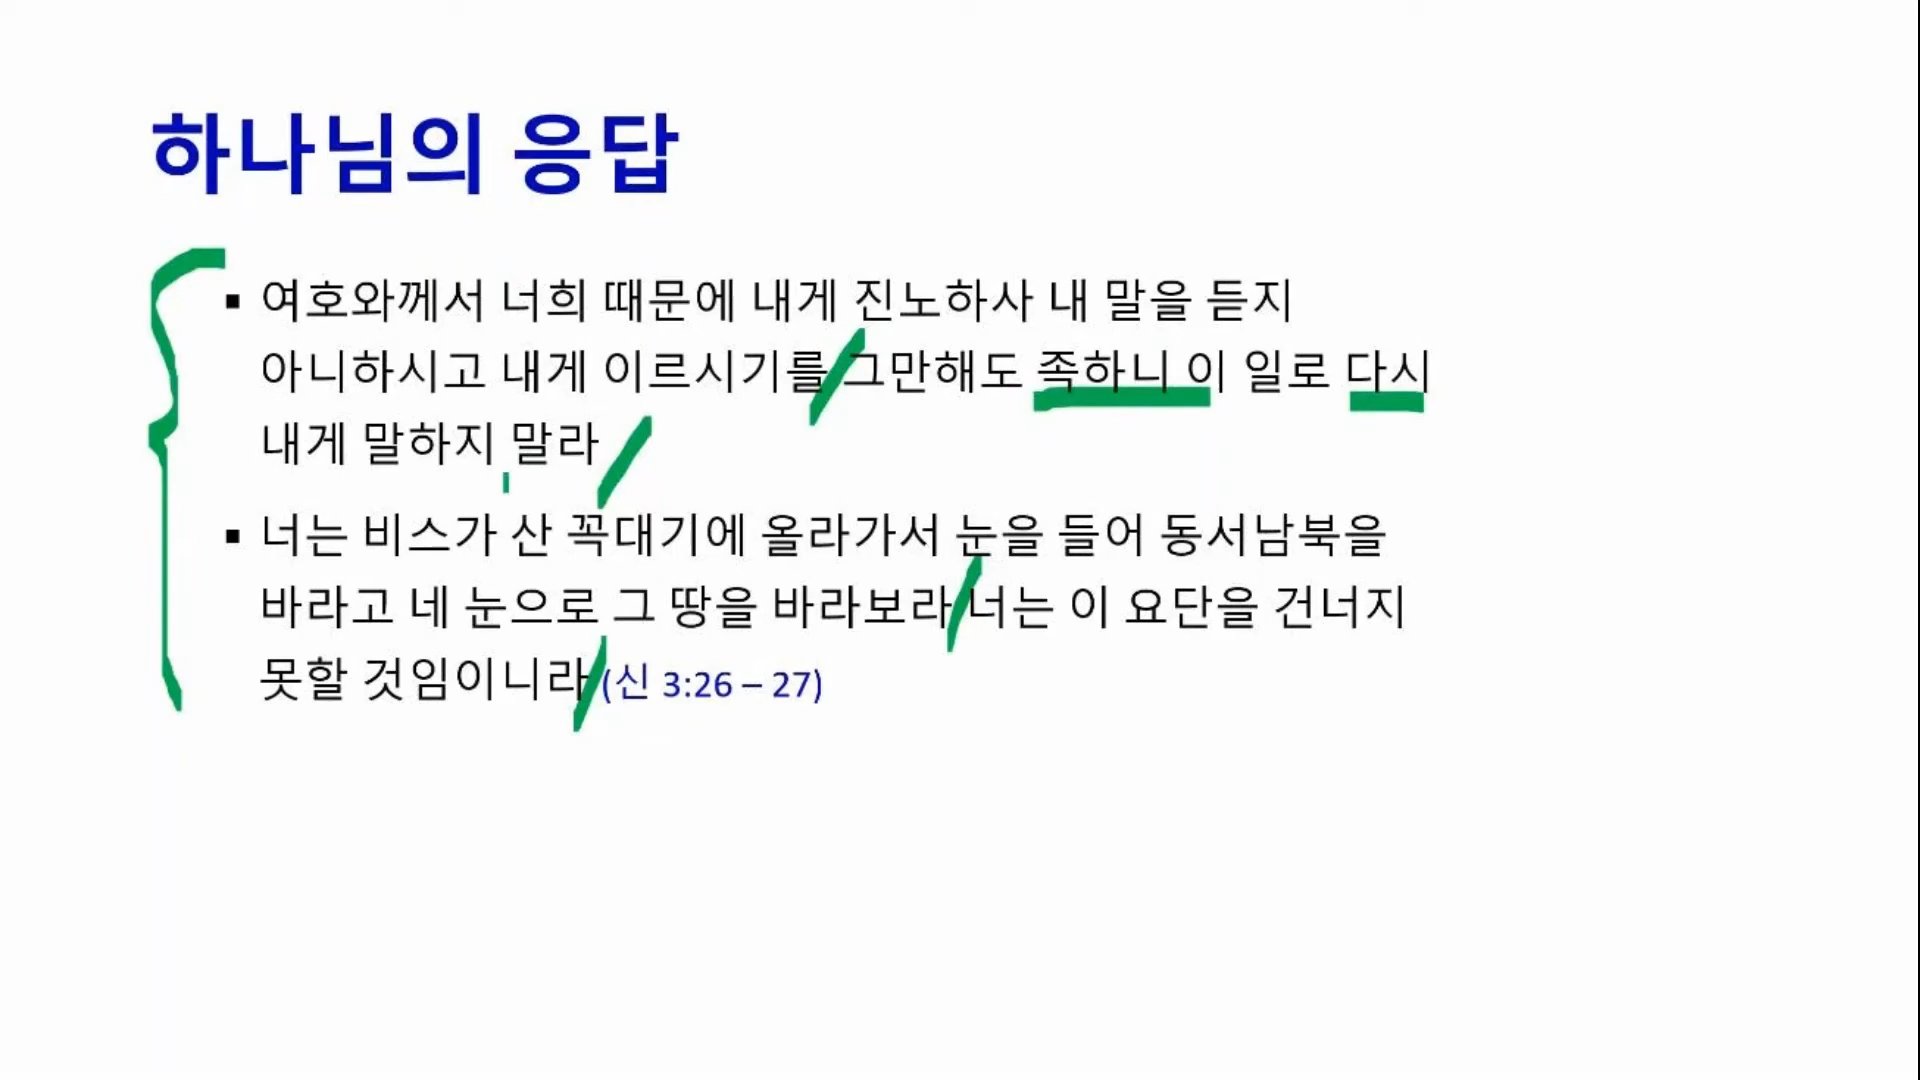 하나님의 응답
▪ 여호와께서 너희 때문에 내게 진노하사 내 말을 듣지
아니하시고 내게 이르시기를 그만해도 족하니 이 일로 다시
내게 말하지 말라
▪ 너는 비스가 산 꼭대기에 올라가서 눈을 들어 동서남북을
바라고 네 눈으로 그 땅을 바라보라 너는 이 요단을 건너지
못할 것임이니라 (신 3:26 – 27)